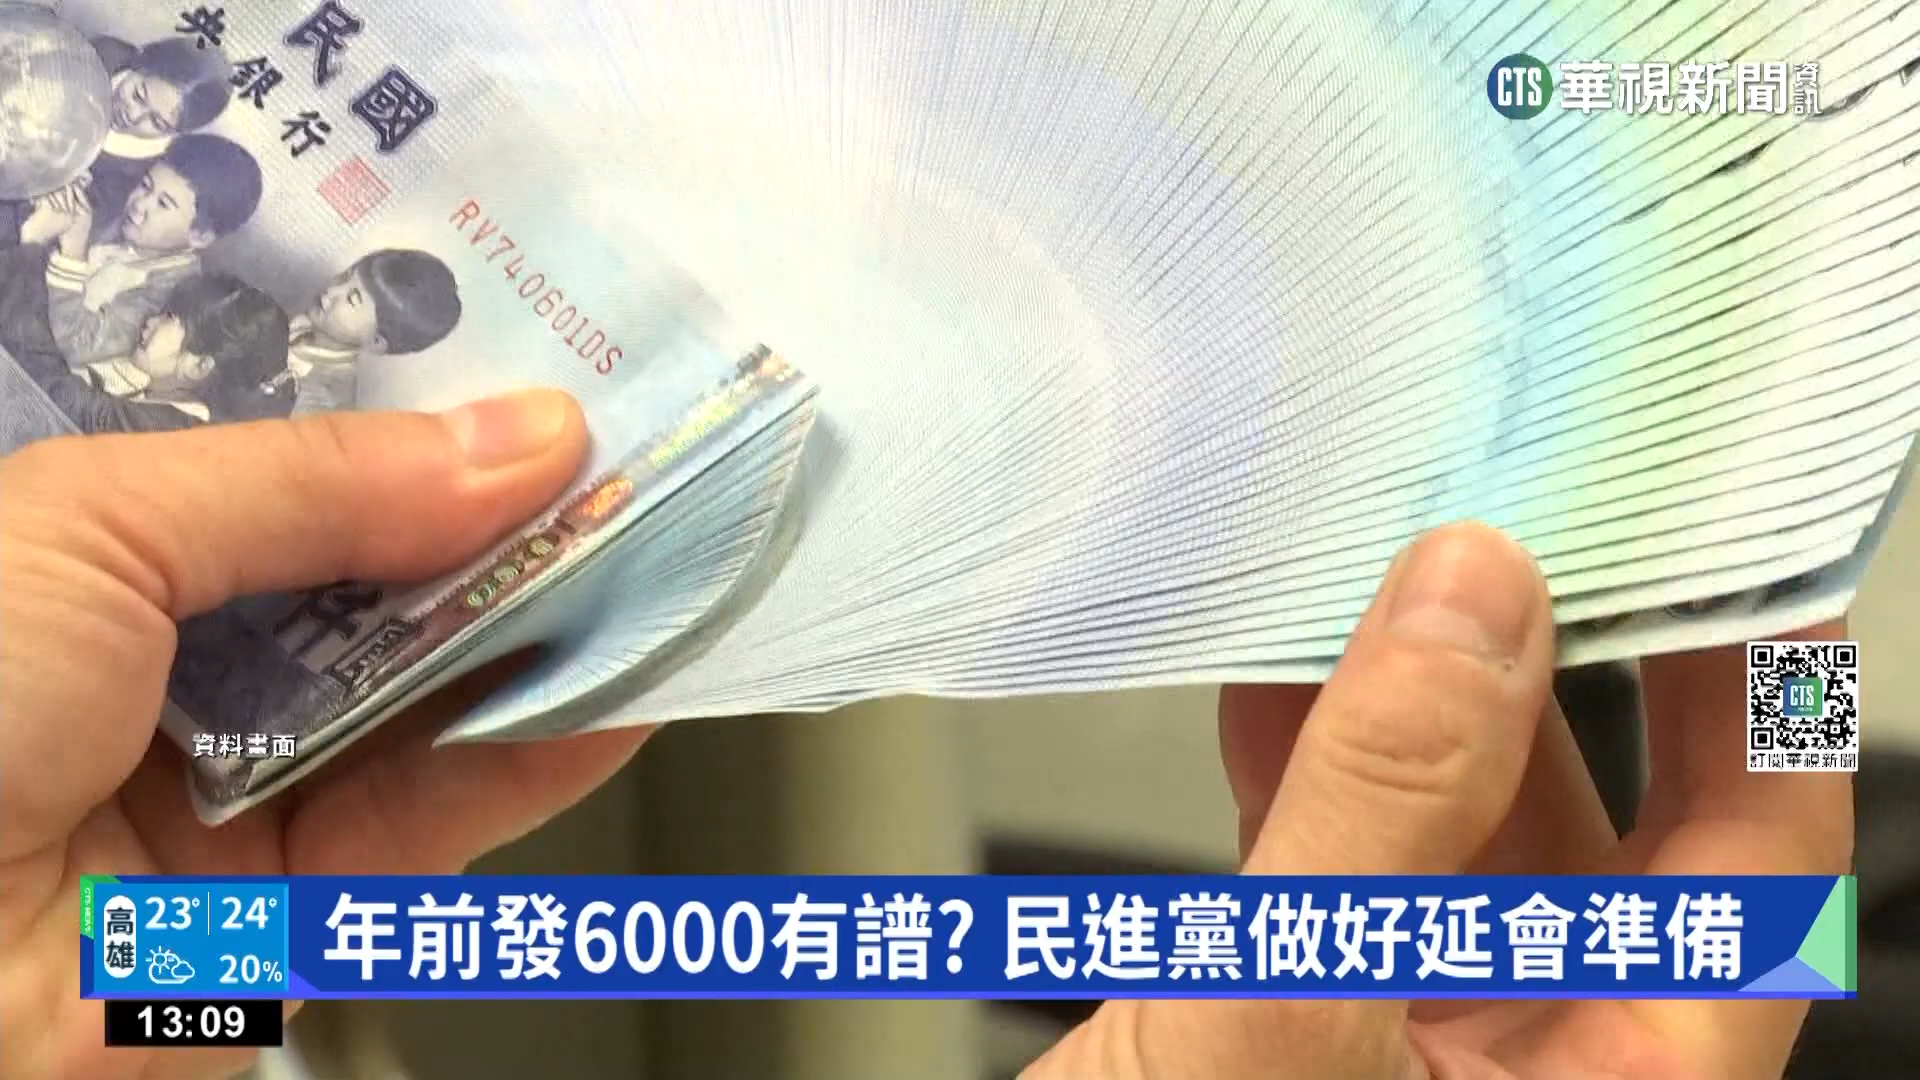 民國
央銀行
RV740601DS
1000
CTS 華視新聞資訊
CTS
訂閱華視新聞
資料畫面
年前發6000有譜? 民進黨做好延會準備
高雄
23° 24°
20%
13:09